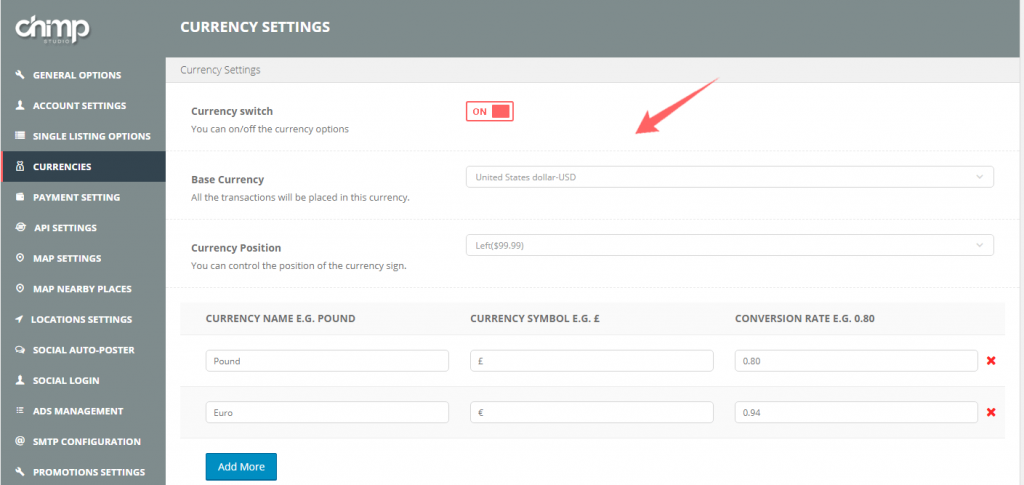 chimp
STUDIO
CURRENCY SETTINGS
GENERAL OPTIONS
ACCOUNT SETTINGS
SINGLE LISTING OPTIONS
CURRENCIES
PAYMENT SETTING
API SETTINGS
MAP SETTINGS
MAP NEARBY PLACES
LOCATIONS SETTINGS
SOCIAL AUTO-POSTER
SOCIAL LOGIN
ADS MANAGEMENT
SMTP CONFIGURATION
PROMOTIONS SETTINGS
Currency Settings
Currency switch
You can on/off the currency options
ON
Base Currency
All the transactions will be placed in this currency.
United States dollar-USD
Currency Position
You can control the position of the currency sign.
Left($99.99)
CURRENCY NAME E.G. POUND CURRENCY SYMBOL E.G. £ CONVERSION RATE E.G. 0.80
Pound £ 0.80
Euro € 0.94
Add More